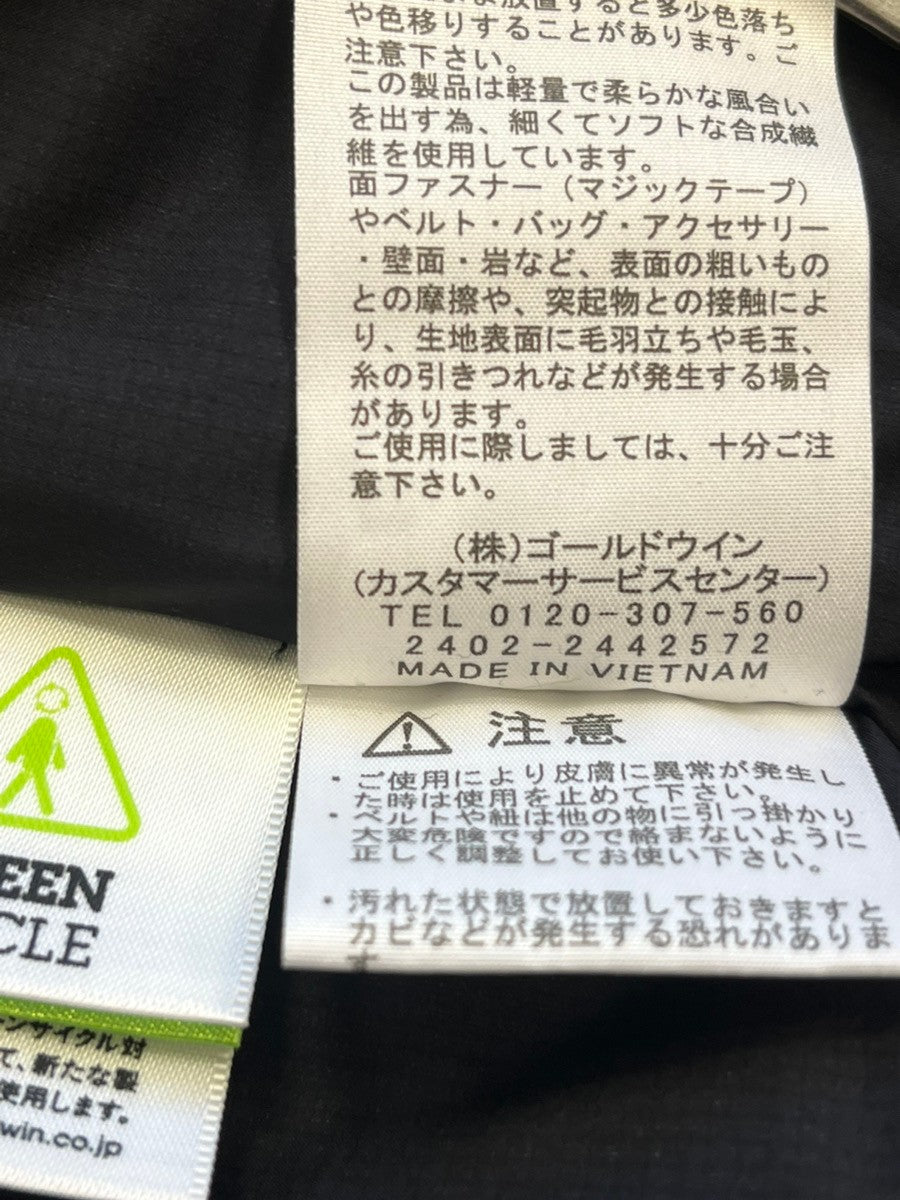 放置すると多少色落ち
や色移りすることがあります。ご
注意下さい。
この製品は軽量で柔らかな風合い
を出す為、細くてソフトな合成繊
維を使用しています。
面ファスナー(マジックテープ)
やベルト・バッグ・アクセサリー
・壁面・岩など、表面の粗いもの
との摩擦や、突起物との接触によ
り、生地表面に毛羽立ちや毛玉、
糸の引きつれなどが発生する場合
があります。
ご使用に際しましては、十分ご注
意下さい。
(株)ゴールドウイン
(カスタマーサービスセンター)
TEL 0120-307-560
2402-2442572
MADE IN VIETNAM
注意
・ご使用により皮膚に異常が発生し
た時は使用を止めて下さい。
・ベルトや紐は他の物に引っ掛かり
大変危険ですので絡まないように
正しく調整してお使い下さい。
・汚れた状態で放置しておきますと
カビなどが発生する恐れがありま
す
EEN
CLE
ンサイクル対
て、新たな製
使用します。
win.co.jp